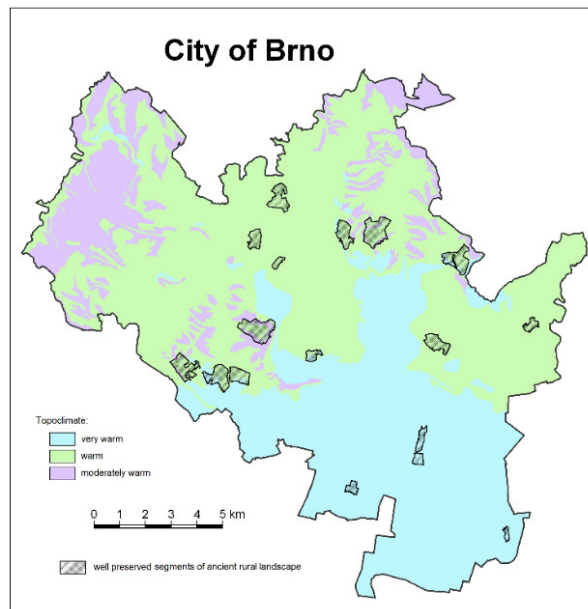 City of Brno
Topoclimate:
very warm
warm
moderately warm
0 1 2 3 4 5 km
well preserved segments of ancient rural landscape